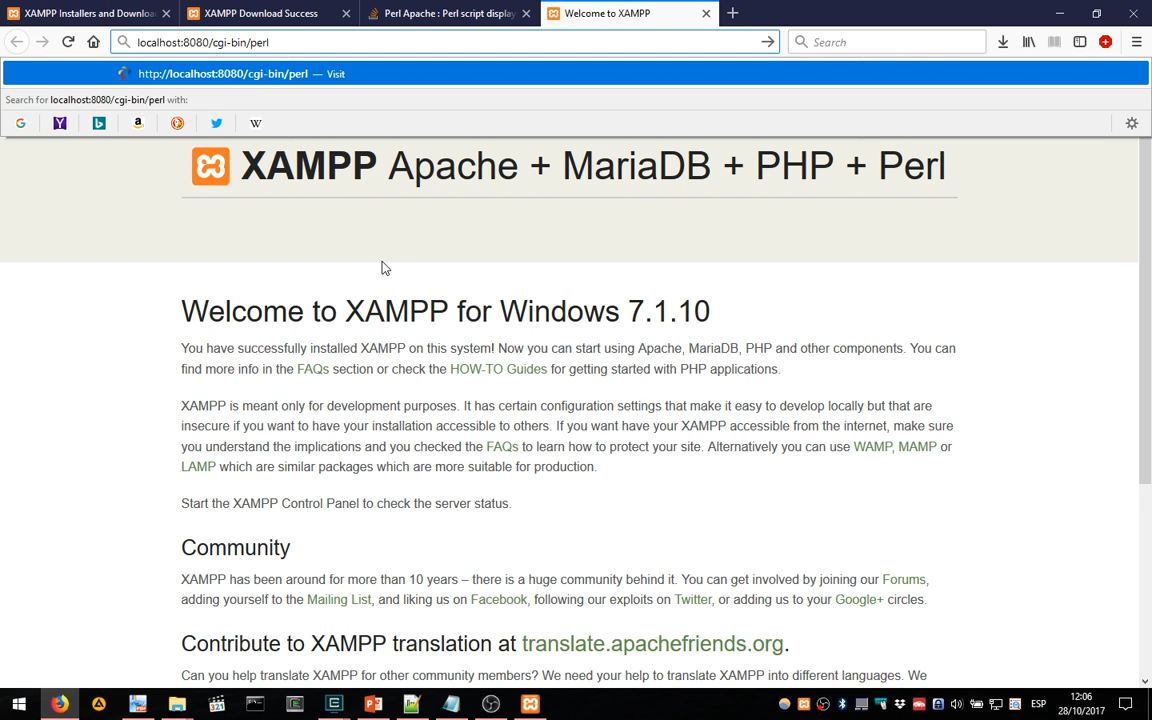 XAMPP Installers and Downloa
XAMPP Download Success
Perl Apache : Perl script display
Welcome to XAMPP
localhost:8080/cgi-bin/perl
Search
http://localhost:8080/cgi-bin/perl — Visit
Search for localhost:8080/cgi-bin/perl with:
XAMPP Apache + MariaDB + PHP + Perl
Welcome to XAMPP for Windows 7.1.10
You have successfully installed XAMPP on this system! Now you can start using Apache, MariaDB, PHP and other components. You can
find more info in the FAQs section or check the HOW-TO Guides for getting started with PHP applications.
XAMPP is meant only for development purposes. It has certain configuration settings that make it easy to develop locally but that are
insecure if you want to have your installation accessible to others. If you want have your XAMPP accessible from the internet, make sure
you understand the implications and you checked the FAQs to learn how to protect your site. Alternatively you can use WAMP, MAMP or
LAMP which are similar packages which are more suitable for production.
Start the XAMPP Control Panel to check the server status.
Community
XAMPP has been around for more than 10 years – there is a huge community behind it. You can get involved by joining our Forums,
adding yourself to the Mailing List, and liking us on Facebook, following our exploits on Twitter, or adding us to your Google+ circles.
Contribute to XAMPP translation at translate.apachefriends.org.
Can you help translate XAMPP for other community members? We need your help to translate XAMPP into different languages. We
ESP
12:06
28/10/2017